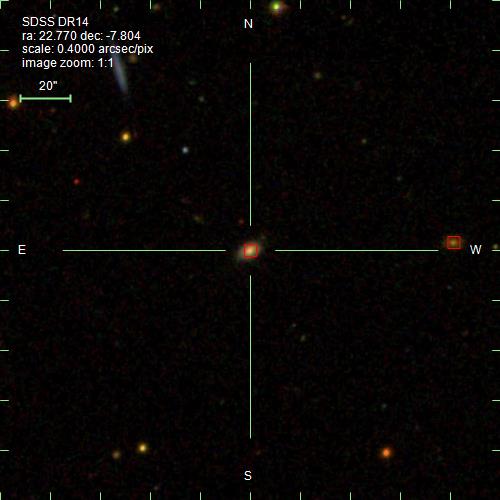 SDSS DR14
ra: 22.770 dec: -7.804
scale: 0.4000 arcsec/pix
image zoom: 1:1
20"
N
E
W
S